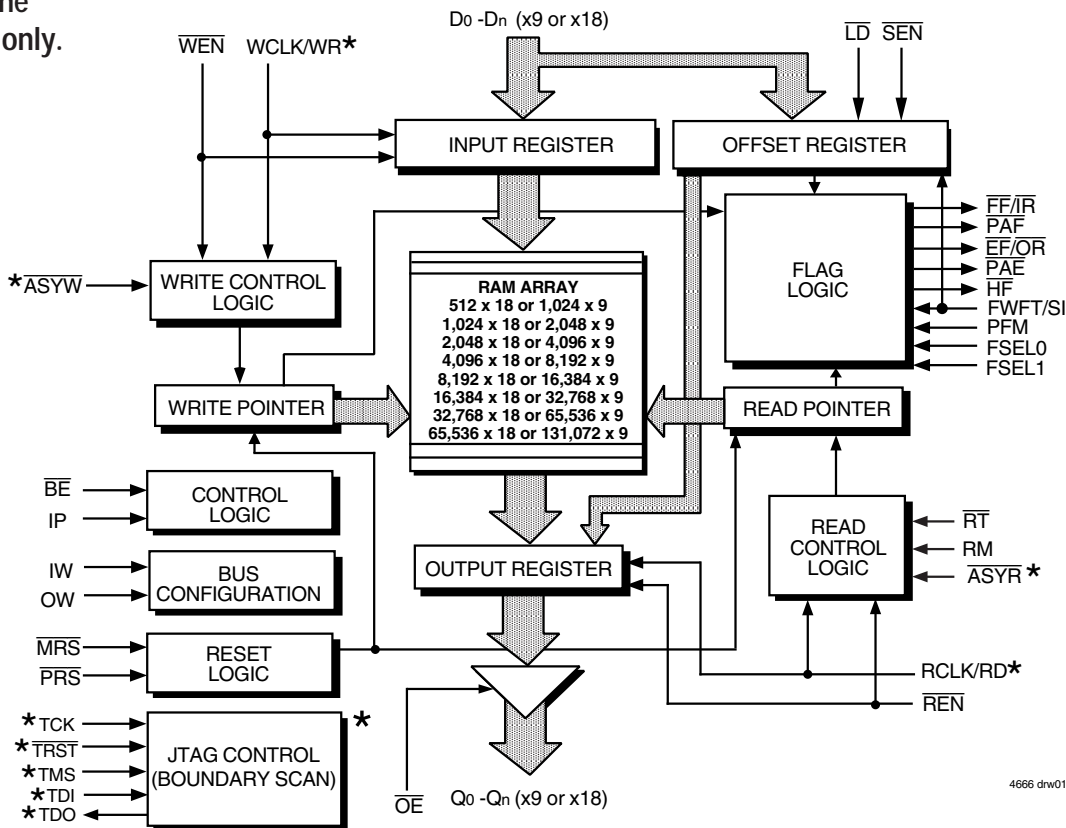 he
only.
D0 -Dn (x9 or x18)
WEN
WCLK/WR*
LD
SEN
INPUT REGISTER
OFFSET REGISTER
*ASYW
WRITE CONTROL
LOGIC
RAM ARRAY
512 x 18 or 1,024 x 9
1,024 x 18 or 2,048 x 9
2,048 x 18 or 4,096 x 9
4,096 x 18 or 8,192 x 9
8,192 x 18 or 16,384 x 9
16,384 x 18 or 32,768 x 9
32,768 x 18 or 65,536 x 9
65,536 x 18 or 131,072 x 9
FLAG
LOGIC
FF/IR
PAF
EF/OR
PAE
HF
FWFT/SI
PFM
FSEL0
FSEL1
WRITE POINTER
READ POINTER
BE
IP
CONTROL
LOGIC
READ
CONTROL
LOGIC
RT
RM
ASYR *
IW
OW
BUS
CONFIGURATION
OUTPUT REGISTER
MRS
PRS
RESET
LOGIC
RCLK/RD*
REN
*TCK
*TRST
*TMS
*TDI
*TDO
JTAG CONTROL
(BOUNDARY SCAN)
*
OE
Q0 -Qn (x9 or x18)
4666 drw01